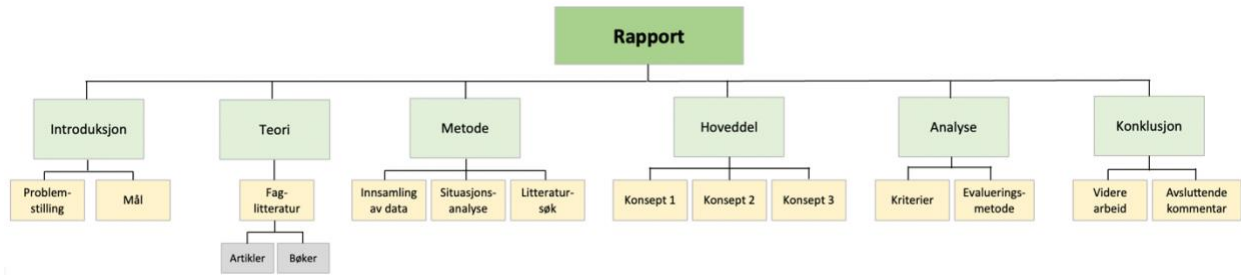 Rapport
Introduksjon
Teori
Metode
Hoveddel
Analyse
Konklusjon
Problem-
stilling
Mål
Fag-
litteratur
Innsamling
av data
Situasjons-
analyse
Litteratur-
søk
Konsept 1
Konsept 2
Konsept 3
Kriterier
Evaluerings-
metode
Videre
arbeid
Avsluttende
kommentar
Artikler
Bøker